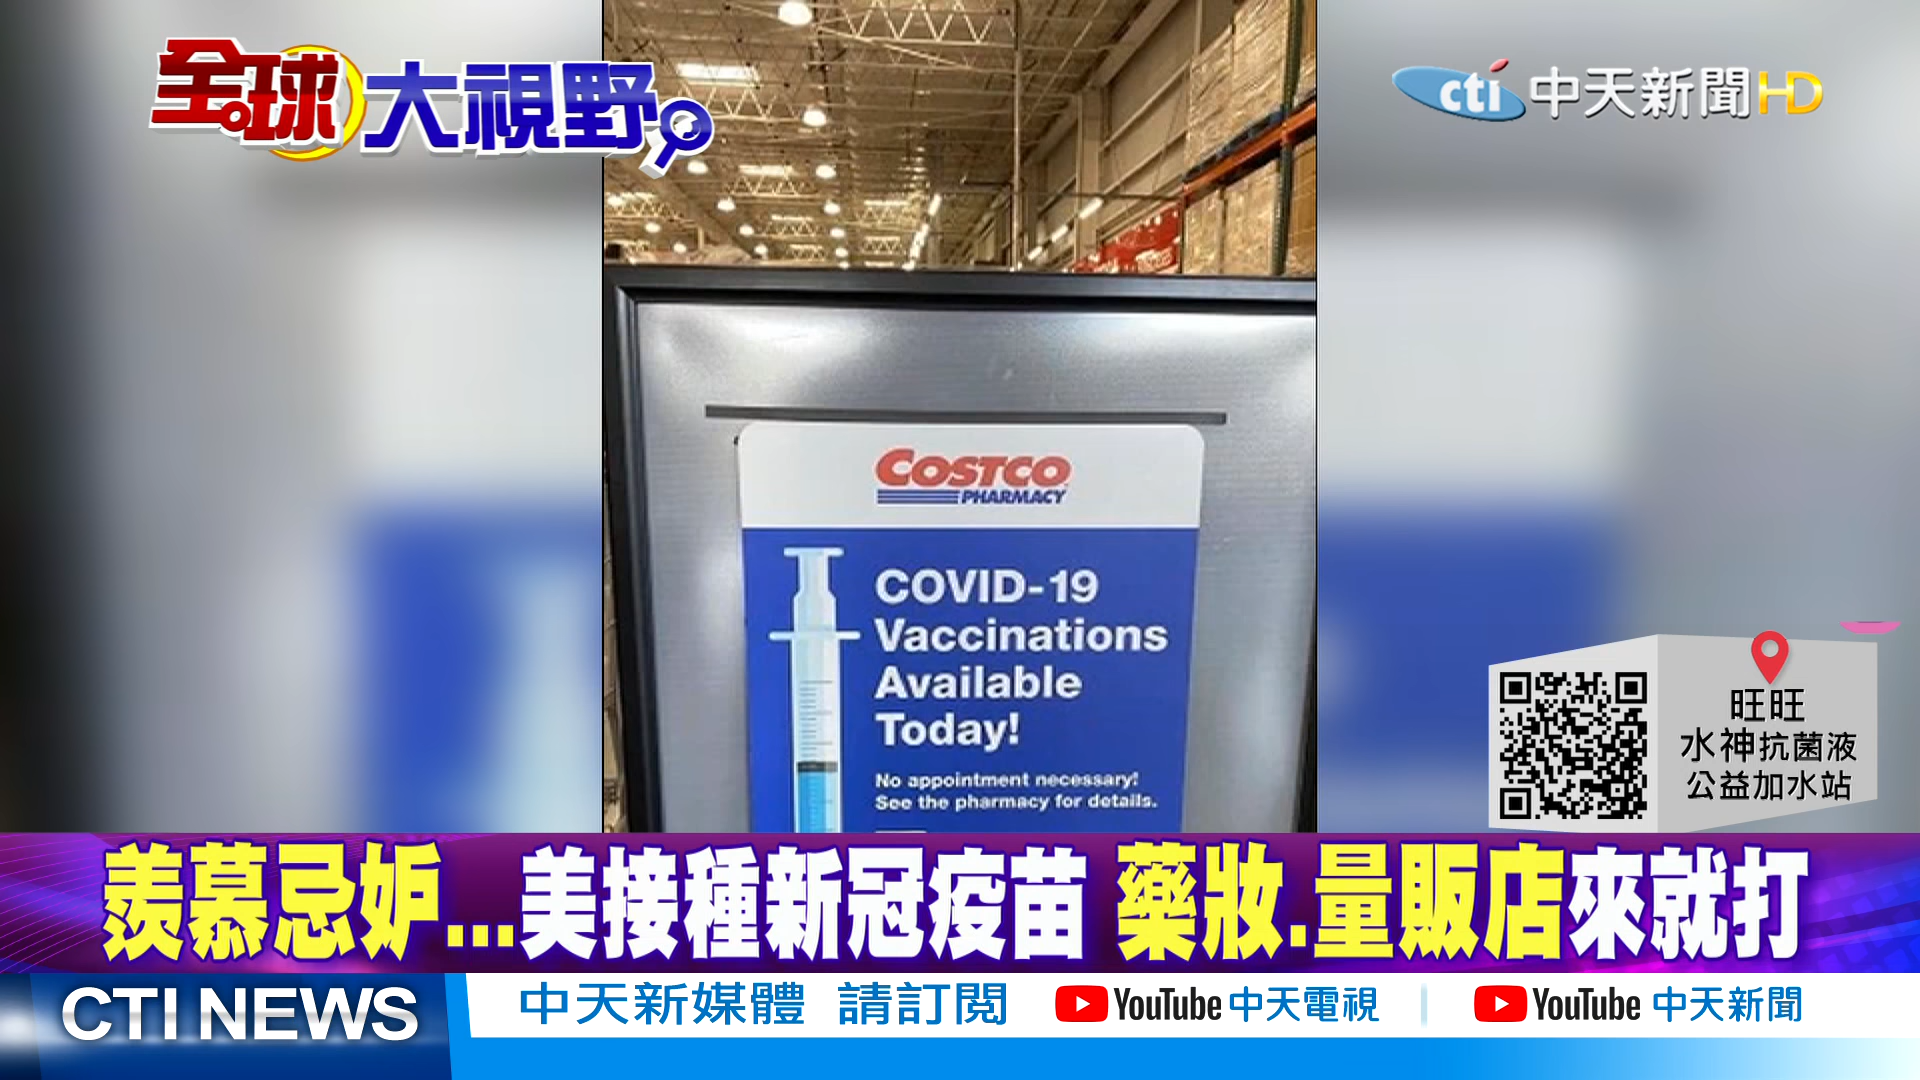 全球大視野
cti 中天新聞HD
COSTCO
PHARMACY
COVID-19
Vaccinations
Available
Today!
No appointment necessary!
See the pharmacy for details.
旺旺
水神抗菌液
公益加水站
羨慕忌妒...美接種新冠疫苗 藥妝.量販店來就打
CTI NEWS
中天新媒體 請訂閱 YouTube 中天電視 YouTube 中天新聞